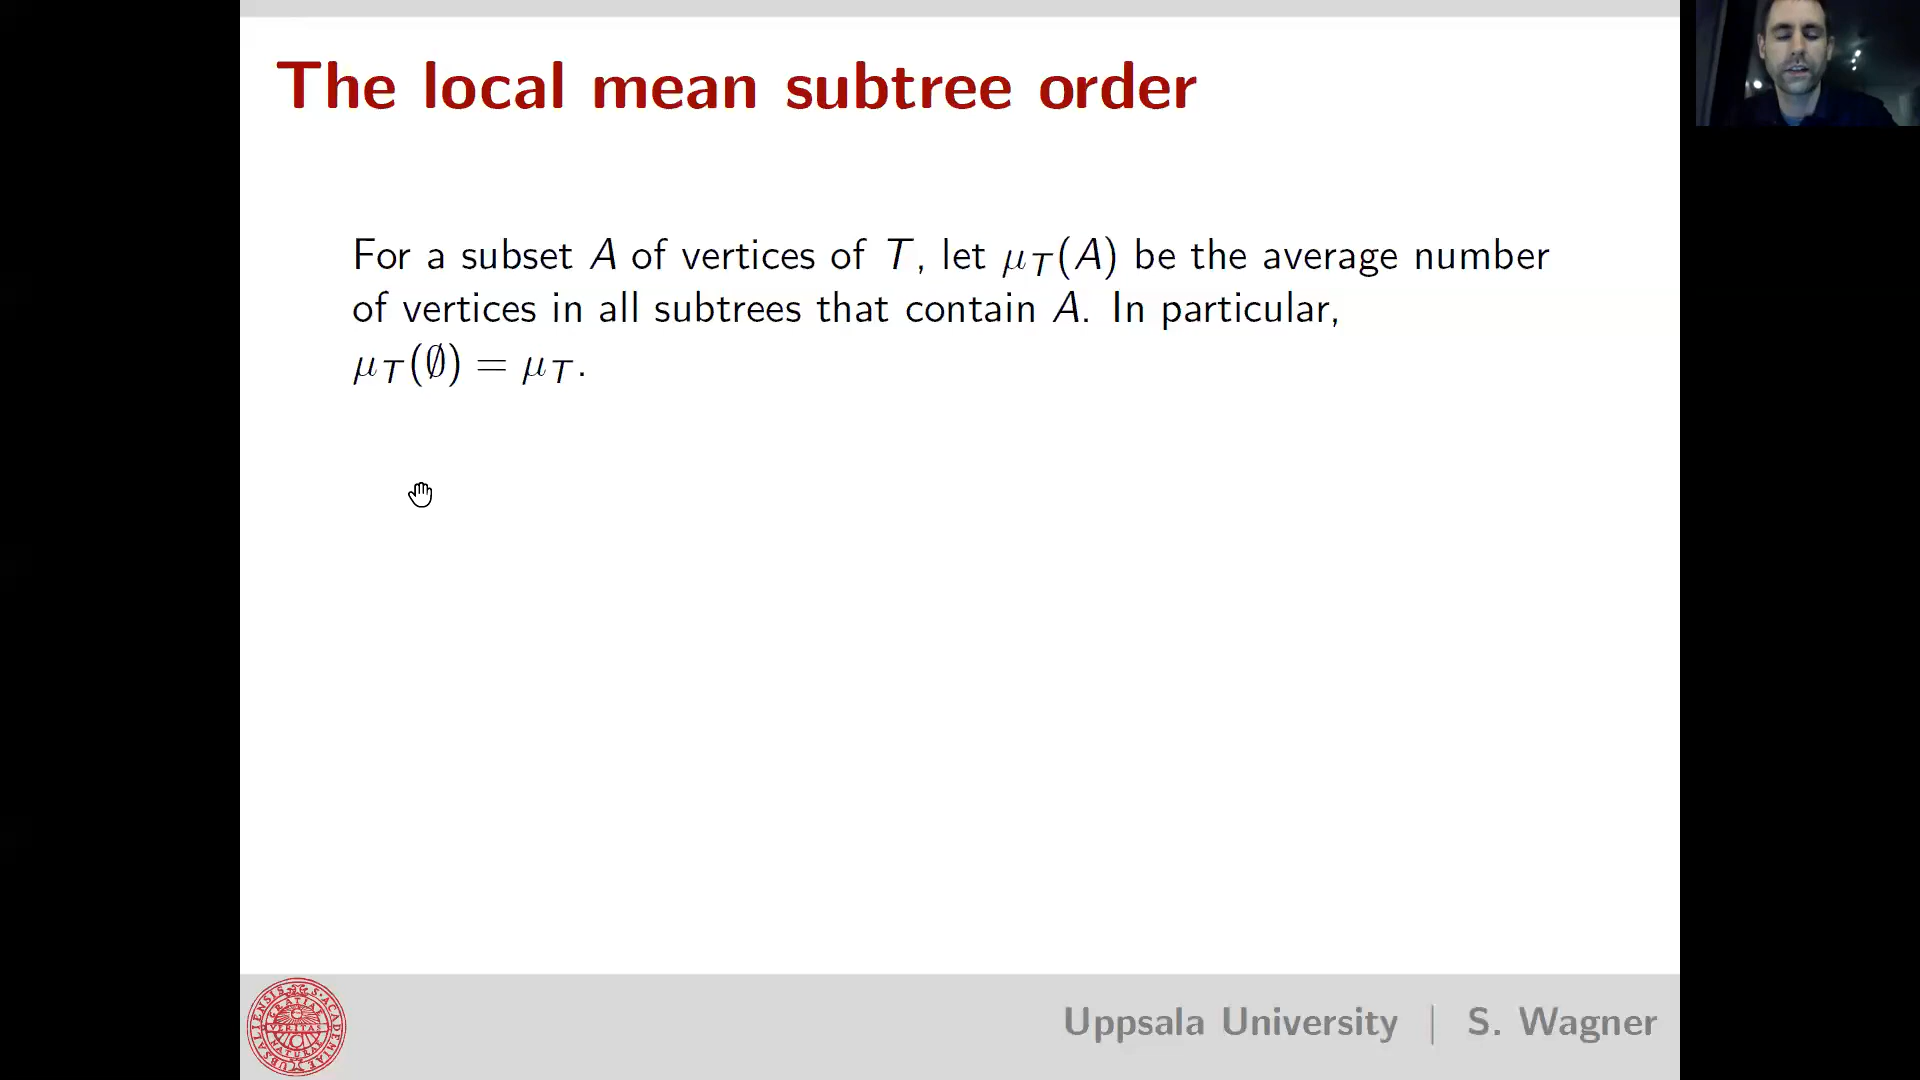 The local mean subtree order
For a subset A of vertices of T, let μ_T(A) be the average number
of vertices in all subtrees that contain A. In particular,
μ_T(∅) = μ_T.
Uppsala University | S. Wagner